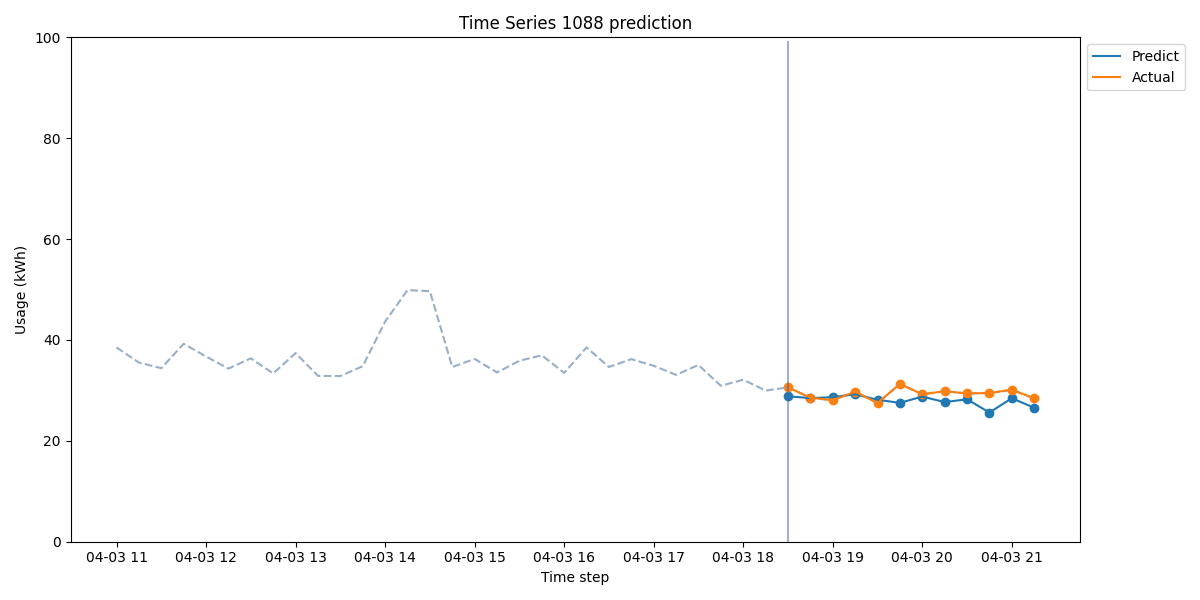 Time Series 1088 prediction
Predict
Actual
Usage (kWh)
100
80
60
40
20
0
04-03 11 04-03 12 04-03 13 04-03 14 04-03 15 04-03 16 04-03 17 04-03 18 04-03 19 04-03 20 04-03 21
Time step